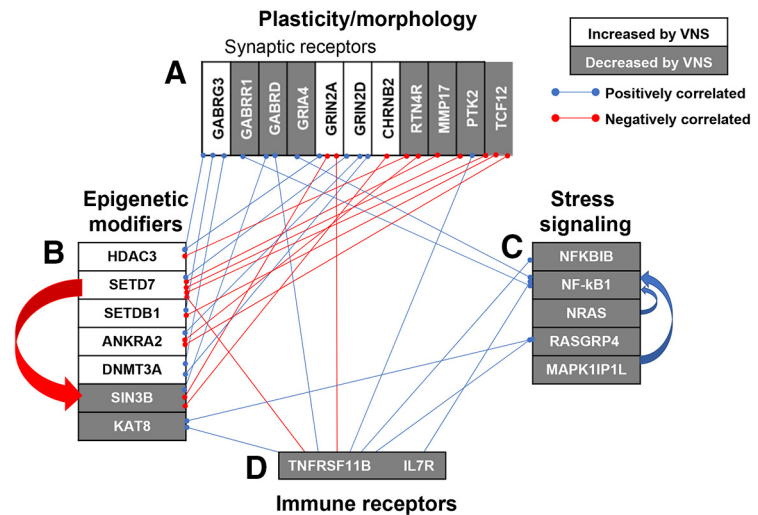 Plasticity/morphology
Synaptic receptors
A
GABRG3
GABRR1
GABRD
GRIA4
GRIN2A
GRIN2D
CHRNB2
RTN4R
MMP17
PTK2
TCF12
Increased by VNS
Decreased by VNS
Positively correlated
Negatively correlated
Epigenetic
modifiers
B
HDAC3
SETD7
SETDB1
ANKRA2
DNMT3A
SIN3B
KAT8
Stress
signaling
C
NFKBIB
NF-kB1
NRAS
RASGRP4
MAPK1IP1L
D
TNFRSF11B IL7R
Immune receptors